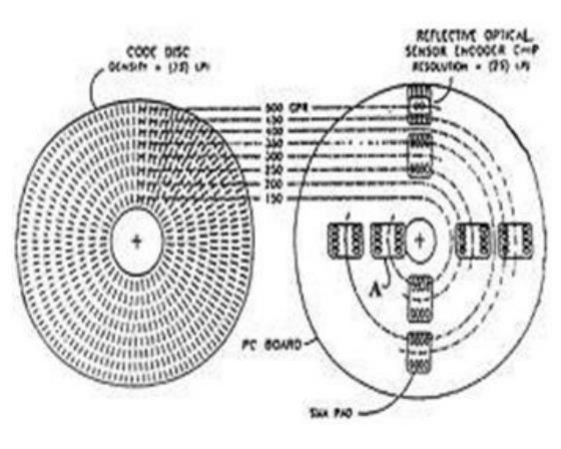 CODE DISC
DENSITY = (75) LPI
REFLECTIVE OPTICAL
SENSOR ENCODER CHIP
RESOLUTION = (75) LPI
500 CPR
450
400
350
300
250
200
150
A
PC BOARD
PAD